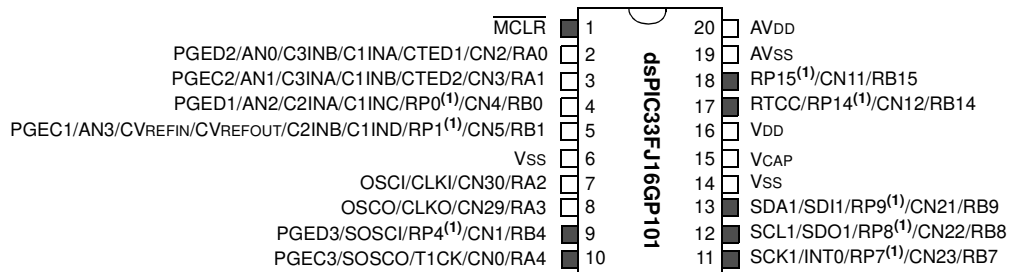 MCLR 1 20 AVDD
PGED2/AN0/C3INB/C1INA/CTED1/CN2/RA0 2 19 AVSS
PGEC2/AN1/C3INA/C1INB/CTED2/CN3/RA1 3 18 RP15(1)/CN11/RB15
PGED1/AN2/C2INA/C1INC/RP0(1)/CN4/RB0 4 17 RTCC/RP14(1)/CN12/RB14
PGEC1/AN3/CVREFIN/CVREFOUT/C2INB/C1IND/RP1(1)/CN5/RB1 5 16 VDD
VSS 6 15 VCAP
OSCI/CLKI/CN30/RA2 7 14 VSS
OSCO/CLKO/CN29/RA3 8 13 SDA1/SDI1/RP9(1)/CN21/RB9
PGED3/SOSCI/RP4(1)/CN1/RB4 9 12 SCL1/SDO1/RP8(1)/CN22/RB8
PGEC3/SOSCO/T1CK/CN0/RA4 10 11 SCK1/INT0/RP7(1)/CN23/RB7
dsPIC33FJ16GP101